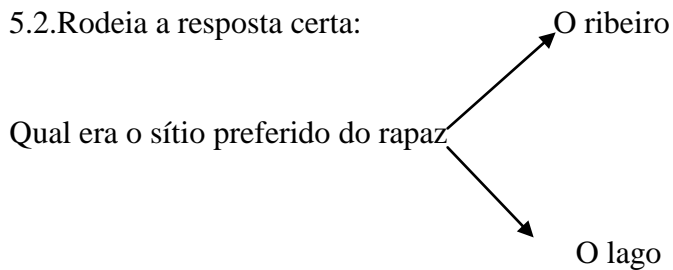 5.2.Rodeia a resposta certa: O ribeiro
Qual era o sítio preferido do rapaz
O lago